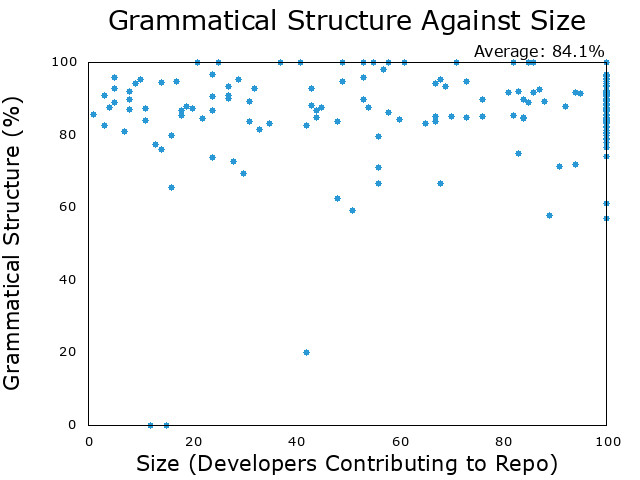 Grammatical Structure Against Size
Average: 84.1%
Grammatical Structure (%)
100
80
60
40
20
0
0 20 40 60 80 100
Size (Developers Contributing to Repo)